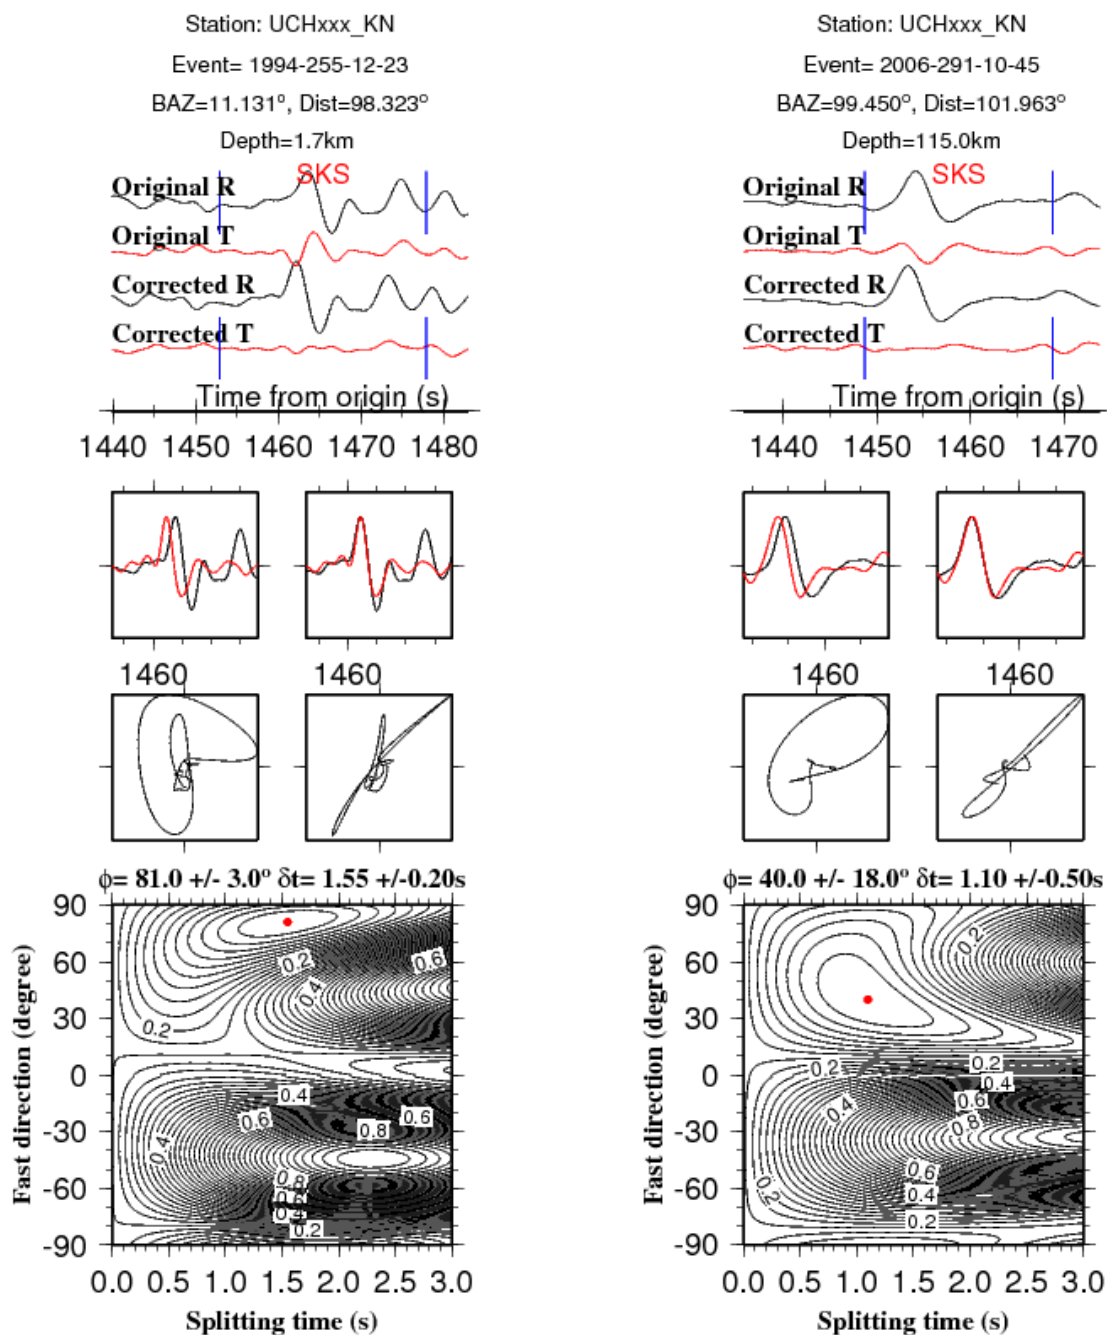 Station: UCHxxx_KN
Event= 1994-255-12-23
BAZ=11.131°, Dist=98.323°
Depth=1.7km
SKS
Original R
Original T
Corrected R
Corrected T
Time from origin (s)
1440 1450 1460 1470 1480
1460 1460
ϕ= 81.0 +/- 3.0° δt= 1.55 +/-0.20s
Fast direction (degree)
90
60
30
0
-30
-60
-90
0.2 0.6
0.4
0.2
0.4
0.6 0.6
0.8
0.4
0.8
0.6
0.4
0.2
0.0 0.5 1.0 1.5 2.0 2.5 3.0
Splitting time (s)
Station: UCHxxx_KN
Event= 2006-291-10-45
BAZ=99.450°, Dist=101.963°
Depth=115.0km
SKS
Original R
Original T
Corrected R
Corrected T
Time from origin (s)
1440 1450 1460 1470
1460 1460
ϕ= 40.0 +/- 18.0° δt= 1.10 +/-0.50s
Fast direction (degree)
90
60
30
0
-30
-60
-90
0.2
0.2 0.2
0.4
0.6
0.4
0.8
0.6
0.2 0.4
0.2
0.0 0.5 1.0 1.5 2.0 2.5 3.0
Splitting time (s)